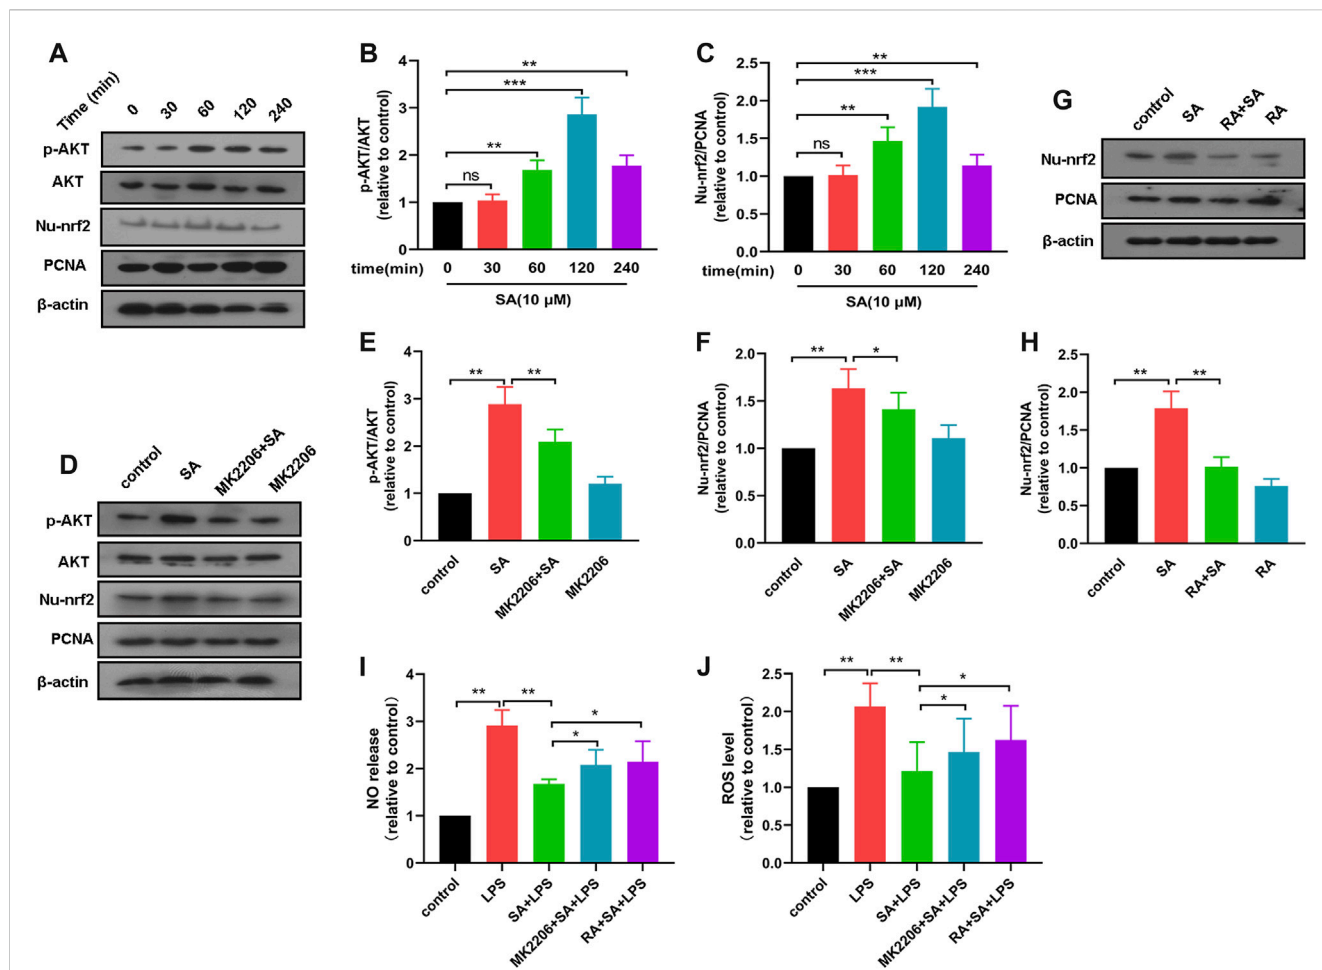 A
Time (min)
0 30 60 120 240
p-AKT
AKT
Nu-nrf2
PCNA
β-actin
B
p-AKT/AKT
(relative to control)
4
3
2
1
0
ns
**
***
**
time(min) 0 30 60 120 240
SA(10 μM)
C
Nu-nrf2/PCNA
(relative to control)
2.5
2.0
1.5
1.0
0.5
0.0
ns
**
***
**
time(min) 0 30 60 120 240
SA(10 μM)
G
control SA RA+SA RA
Nu-nrf2
PCNA
β-actin
D
control SA MK2206+SA MK2206
p-AKT
AKT
Nu-nrf2
PCNA
β-actin
E
p-AKT/AKT
(relative to control)
4
3
2
1
0
** **
control SA MK2206+SA MK2206
F
Nu-nrf2/PCNA
(relative to control)
2.0
1.5
1.0
0.5
0.0
** *
control SA MK2206+SA MK2206
H
Nu-nrf2/PCNA
(relative to control)
2.5
2.0
1.5
1.0
0.5
0.0
** **
control SA RA+SA RA
I
NO release
(relative to control)
4
3
2
1
0
** **
*
*
control LPS SA+LPS MK2206+SA+LPS RA+SA+LPS
J
ROS level
(relative to control)
2.5
2.0
1.5
1.0
0.5
0.0
** **
*
*
control LPS SA+LPS MK2206+SA+LPS RA+SA+LPS